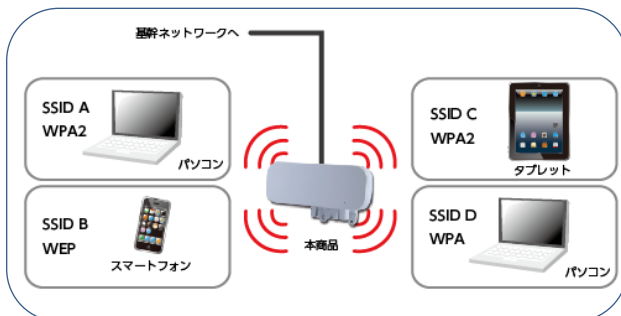 基幹ネットワークへ
SSID A
WPA2
パソコン
SSID B
WEP
スマートフォン
本商品
SSID C
WPA2
タブレット
SSID D
WPA
パソコン